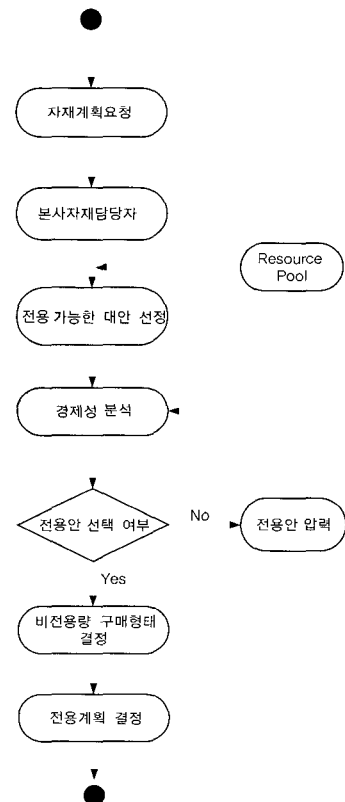 자재계획요청
본사자재담당자
Resource
Pool
전용 가능한 대안 선정
경제성 분석
전용안 선택 여부
No
전용안 압력
Yes
비전용량 구매형태
결정
전용계획 결정